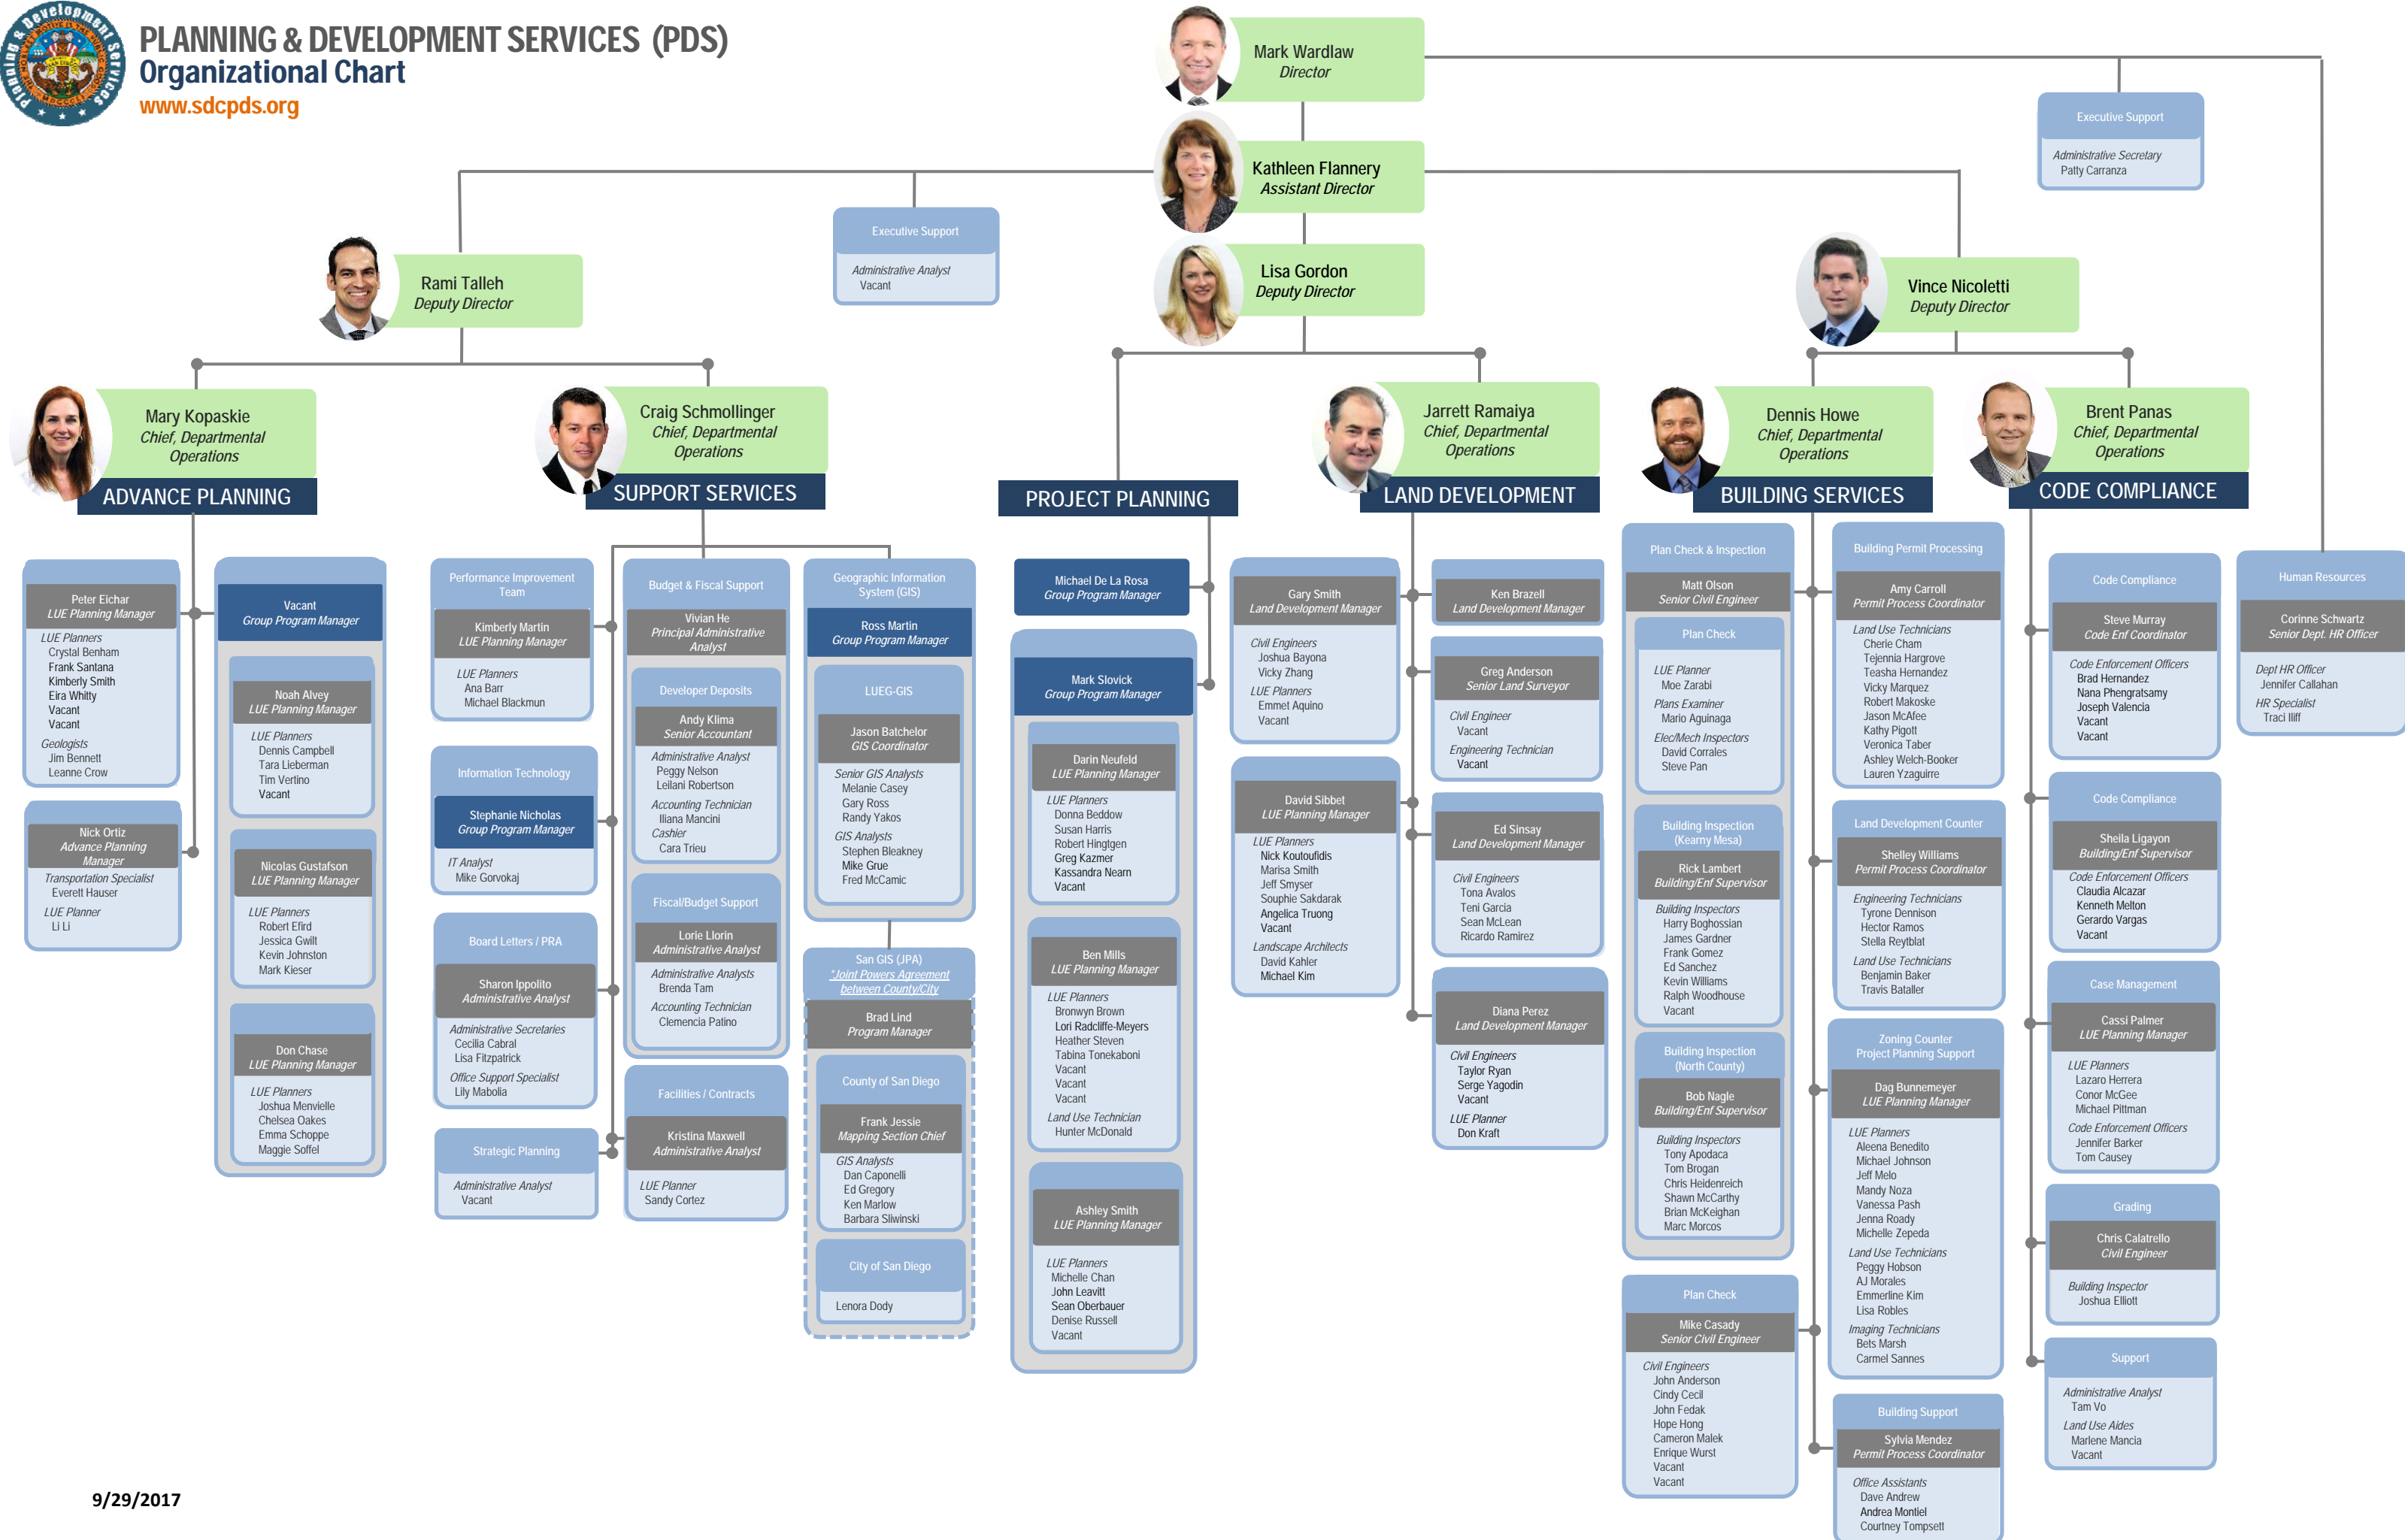 Planning & Development Services
PLANNING & DEVELOPMENT SERVICES (PDS)
Organizational Chart
www.sdcpds.org
Mark Wardlaw
Director
Executive Support
Administrative Secretary
Patty Carranza
Kathleen Flannery
Assistant Director
Executive Support
Administrative Analyst
Vacant
Rami Talleh
Deputy Director
Lisa Gordon
Deputy Director
Vince Nicoletti
Deputy Director
Mary Kopaskie
Chief, Departmental
Operations
ADVANCE PLANNING
Craig Schmollinger
Chief, Departmental
Operations
SUPPORT SERVICES
PROJECT PLANNING
Jarrett Ramaiya
Chief, Departmental
Operations
LAND DEVELOPMENT
Dennis Howe
Chief, Departmental
Operations
BUILDING SERVICES
Brent Panas
Chief, Departmental
Operations
CODE COMPLIANCE
Peter Eichar
LUE Planning Manager
LUE Planners
Crystal Benham
Frank Santana
Kimberly Smith
Eira Whitty
Vacant
Vacant
Geologists
Jim Bennett
Leanne Crow
Nick Ortiz
Advance Planning
Manager
Transportation Specialist
Everett Hauser
LUE Planner
Li Li
Vacant
Group Program Manager
Noah Alvey
LUE Planning Manager
LUE Planners
Dennis Campbell
Tara Lieberman
Tim Vertino
Vacant
Nicolas Gustafson
LUE Planning Manager
LUE Planners
Robert Efird
Jessica Gwilt
Kevin Johnston
Mark Kieser
Don Chase
LUE Planning Manager
LUE Planners
Joshua Menvielle
Chelsea Oakes
Emma Schoppe
Maggie Soffel
Performance Improvement
Team
Kimberly Martin
LUE Planning Manager
LUE Planners
Ana Barr
Michael Blackmun
Information Technology
Stephanie Nicholas
Group Program Manager
IT Analyst
Mike Gorvokaj
Board Letters / PRA
Sharon Ippolito
Administrative Analyst
Administrative Secretaries
Cecilia Cabral
Lisa Fitzpatrick
Office Support Specialist
Lily Mabolia
Strategic Planning
Administrative Analyst
Vacant
Budget & Fiscal Support
Vivian He
Principal Administrative
Analyst
Developer Deposits
Andy Klima
Senior Accountant
Administrative Analyst
Peggy Nelson
Leilani Robertson
Accounting Technician
Iliana Mancini
Cashier
Cara Trieu
Fiscal/Budget Support
Lorie Llorin
Administrative Analyst
Administrative Analysts
Brenda Tam
Accounting Technician
Clemencia Patino
Facilities / Contracts
Kristina Maxwell
Administrative Analyst
LUE Planner
Sandy Cortez
Geographic Information
System (GIS)
Ross Martin
Group Program Manager
LUEG-GIS
Jason Batchelor
GIS Coordinator
Senior GIS Analysts
Melanie Casey
Gary Ross
Randy Yakos
GIS Analysts
Stephen Bleakney
Mike Grue
Fred McCamic
San GIS (JPA)
*Joint Powers Agreement
between County/City
Brad Lind
Program Manager
County of San Diego
Frank Jessie
Mapping Section Chief
GIS Analysts
Dan Caponelli
Ed Gregory
Ken Marlow
Barbara Sliwinski
City of San Diego
Lenora Dody
Michael De La Rosa
Group Program Manager
Mark Slovick
Group Program Manager
Darin Neufeld
LUE Planning Manager
LUE Planners
Donna Beddow
Susan Harris
Robert Hingtgen
Greg Kazmer
Kassandra Nearn
Vacant
Ben Mills
LUE Planning Manager
LUE Planners
Bronwyn Brown
Lori Radcliffe-Meyers
Heather Steven
Tabina Tonekaboni
Vacant
Vacant
Vacant
Land Use Technician
Hunter McDonald
Ashley Smith
LUE Planning Manager
LUE Planners
Michelle Chan
John Leavitt
Sean Oberbauer
Denise Russell
Vacant
Gary Smith
Land Development Manager
Civil Engineers
Joshua Bayona
Vicky Zhang
LUE Planners
Emmet Aquino
Vacant
David Sibbet
LUE Planning Manager
LUE Planners
Nick Koutoufidis
Marisa Smith
Jeff Smyser
Souphie Sakdarak
Angelica Truong
Vacant
Landscape Architects
David Kahler
Michael Kim
Ken Brazell
Land Development Manager
Greg Anderson
Senior Land Surveyor
Civil Engineer
Vacant
Engineering Technician
Vacant
Ed Sinsay
Land Development Manager
Civil Engineers
Tona Avalos
Teni Garcia
Sean McLean
Ricardo Ramirez
Diana Perez
Land Development Manager
Civil Engineers
Taylor Ryan
Serge Yagodin
Vacant
LUE Planner
Don Kraft
Plan Check & Inspection
Matt Olson
Senior Civil Engineer
Plan Check
LUE Planner
Moe Zarabi
Plans Examiner
Mario Aguinaga
Elec/Mech Inspectors
David Corrales
Steve Pan
Building Inspection
(Kearny Mesa)
Rick Lambert
Building/Enf Supervisor
Building Inspectors
Harry Boghossian
James Gardner
Frank Gomez
Ed Sanchez
Kevin Williams
Ralph Woodhouse
Vacant
Building Inspection
(North County)
Bob Nagle
Building/Enf Supervisor
Building Inspectors
Tony Apodaca
Tom Brogan
Chris Heidenreich
Shawn McCarthy
Brian McKeighan
Marc Morcos
Plan Check
Mike Casady
Senior Civil Engineer
Civil Engineers
John Anderson
Cindy Cecil
John Fedak
Hope Hong
Cameron Malek
Enrique Wurst
Vacant
Vacant
Building Permit Processing
Amy Carroll
Permit Process Coordinator
Land Use Technicians
Cherie Cham
Tejennia Hargrove
Teasha Hernandez
Vicky Marquez
Robert Makoske
Jason McAfee
Kathy Pigott
Veronica Taber
Ashley Welch-Booker
Lauren Yzaguirre
Land Development Counter
Shelley Williams
Permit Process Coordinator
Engineering Technicians
Tyrone Dennison
Hector Ramos
Stella Reytblat
Land Use Technicians
Benjamin Baker
Travis Bataller
Zoning Counter
Project Planning Support
Dag Bunnemeyer
LUE Planning Manager
LUE Planners
Aleena Benedito
Michael Johnson
Jeff Melo
Mandy Noza
Vanessa Pash
Jenna Roady
Michelle Zepeda
Land Use Technicians
Peggy Hobson
AJ Morales
Emmerline Kim
Lisa Robles
Imaging Technicians
Bets Marsh
Carmel Sannes
Building Support
Sylvia Mendez
Permit Process Coordinator
Office Assistants
Dave Andrew
Andrea Montiel
Courtney Tompsett
Code Compliance
Steve Murray
Code Enf Coordinator
Code Enforcement Officers
Brad Hernandez
Nana Phengratsamy
Joseph Valencia
Vacant
Vacant
Code Compliance
Sheila Ligayon
Building/Enf Supervisor
Code Enforcement Officers
Claudia Alcazar
Kenneth Melton
Gerardo Vargas
Vacant
Case Management
Cassi Palmer
LUE Planning Manager
LUE Planners
Lazaro Herrera
Conor McGee
Michael Pittman
Code Enforcement Officers
Jennifer Barker
Tom Causey
Grading
Chris Calatrello
Civil Engineer
Building Inspector
Joshua Elliott
Support
Administrative Analyst
Tam Vo
Land Use Aides
Marlene Mancia
Vacant
Human Resources
Corinne Schwartz
Senior Dept. HR Officer
Dept HR Officer
Jennifer Callahan
HR Specialist
Traci Iliff
9/29/2017